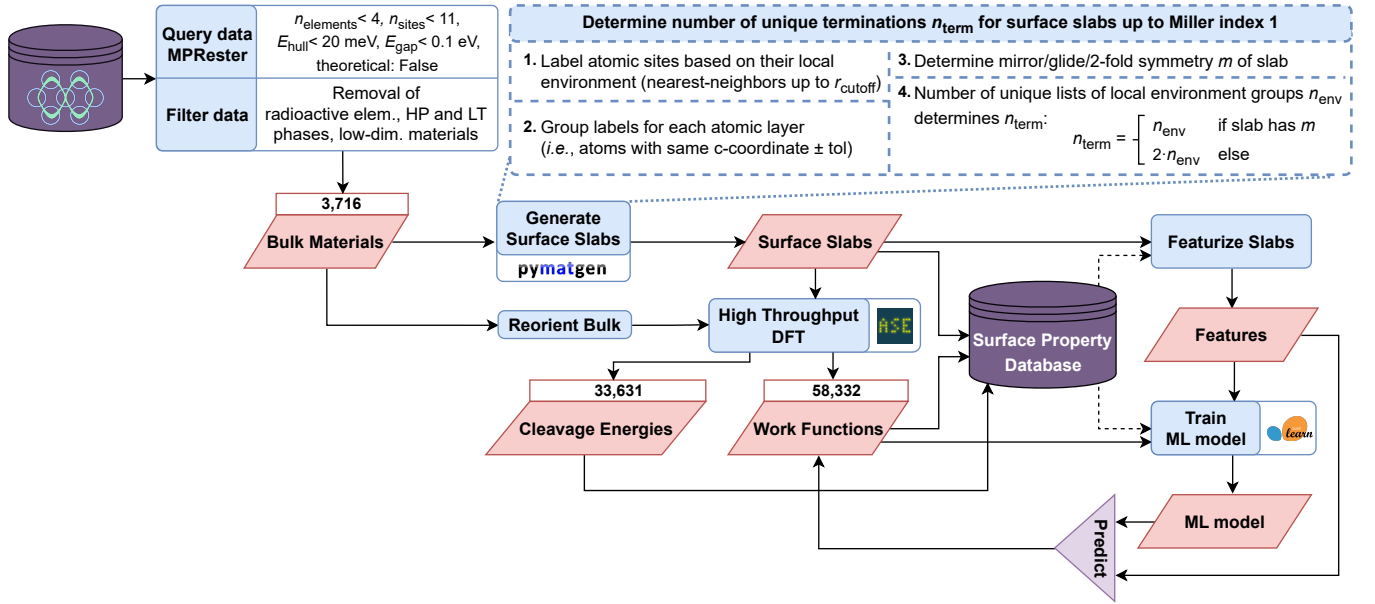 Query data
MPRester
n_elements < 4, n_sites < 11,
E_hull < 20 meV, E_gap < 0.1 eV,
theoretical: False
Filter data
Removal of
radioactive elem., HP and LT
phases, low-dim. materials
Determine number of unique terminations n_term for surface slabs up to Miller index 1
1. Label atomic sites based on their local
environment (nearest-neighbors up to r_cutoff)
2. Group labels for each atomic layer
(i.e., atoms with same c-coordinate ± tol)
3. Determine mirror/glide/2-fold symmetry m of slab
4. Number of unique lists of local environment groups n_env
determines n_term:
n_term = { n_env if slab has m
2·n_env else
3,716
Bulk Materials
Generate
Surface Slabs
pymatgen
Surface Slabs
Featurize Slabs
Reorient Bulk
High Throughput
DFT
ASE
Surface Property
Database
Features
33,631
Cleavage Energies
58,332
Work Functions
Train
ML model
learn
ML model
Predict